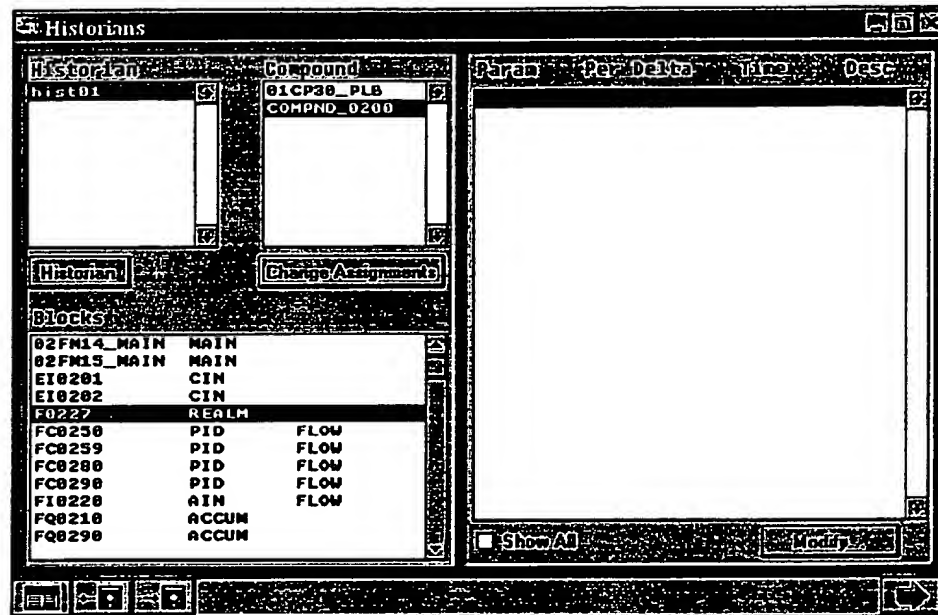 Historians
Historian
Compound
hist01
01CP30_PLB
COMPND_0200
Historian
Change Assignments
Blocks
02FM14_MAIN MAIN
02FM15_MAIN MAIN
EI0201 CIN
EI0202 CIN
F0227 REALM
FC0250 PID FLOW
FC0259 PID FLOW
FC0280 PID FLOW
FC0290 PID FLOW
FI0220 AIN FLOW
FQ0210 ACCUM
FQ0290 ACCUM
Param Per Delta Time Desc
Show All
Modify